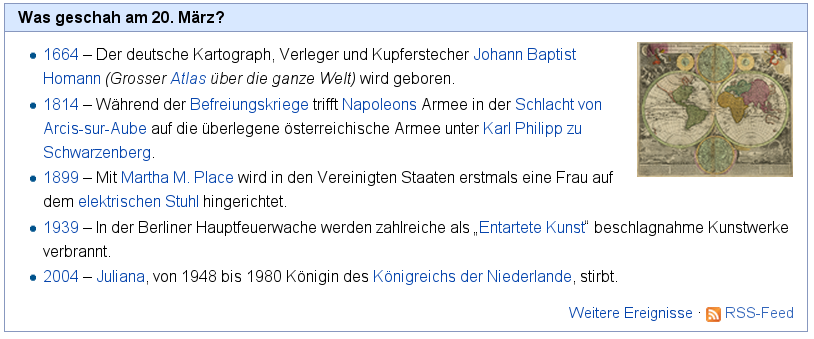 Was geschah am 20. März?
1664 – Der deutsche Kartograph, Verleger und Kupferstecher Johann Baptist
Homann (Grosser Atlas über die ganze Welt) wird geboren.
1814 – Während der Befreiungskriege trifft Napoleons Armee in der Schlacht von
Arcis-sur-Aube auf die überlegene österreichische Armee unter Karl Philipp zu
Schwarzenberg.
1899 – Mit Martha M. Place wird in den Vereinigten Staaten erstmals eine Frau auf
dem elektrischen Stuhl hingerichtet.
1939 – In der Berliner Hauptfeuerwache werden zahlreiche als „Entartete Kunst“ beschlagnahme Kunstwerke
verbrannt.
2004 – Juliana, von 1948 bis 1980 Königin des Königreichs der Niederlande, stirbt.
Weitere Ereignisse · RSS-Feed